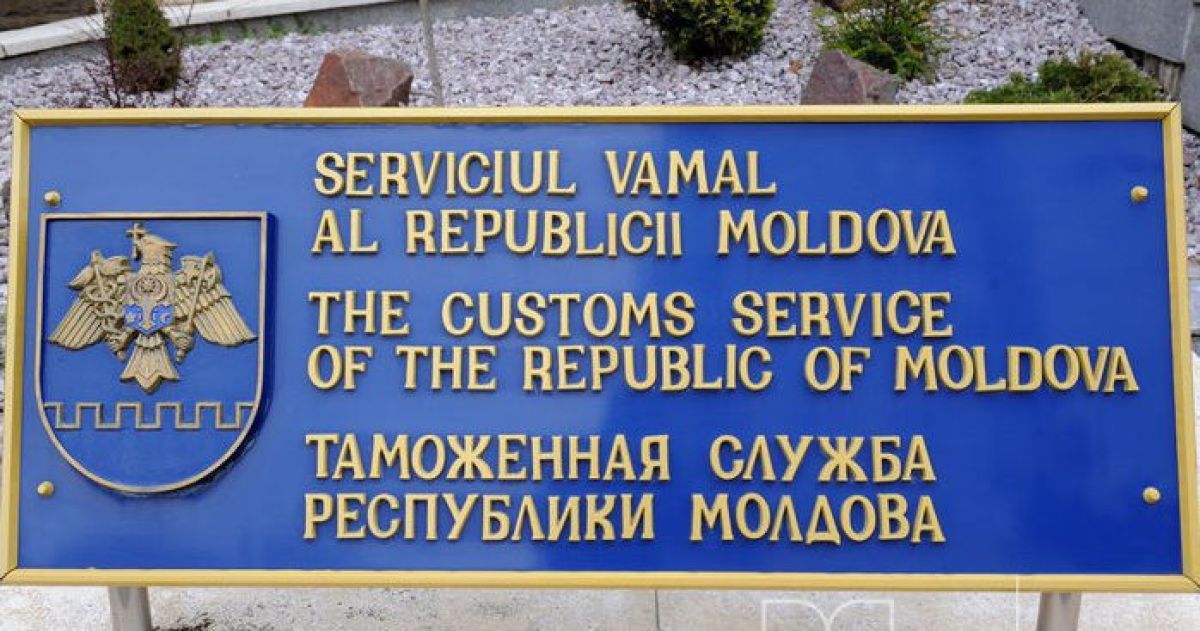 SERVICIUL VAMAL
AL REPUBLICII MOLDOVA
THE CUSTOMS SERVICE
OF THE REPUBLIC OF MOLDOVA
ТАМОЖЕННАЯ СЛУЖБА
РЕСПУБЛИКИ МОЛДОВА